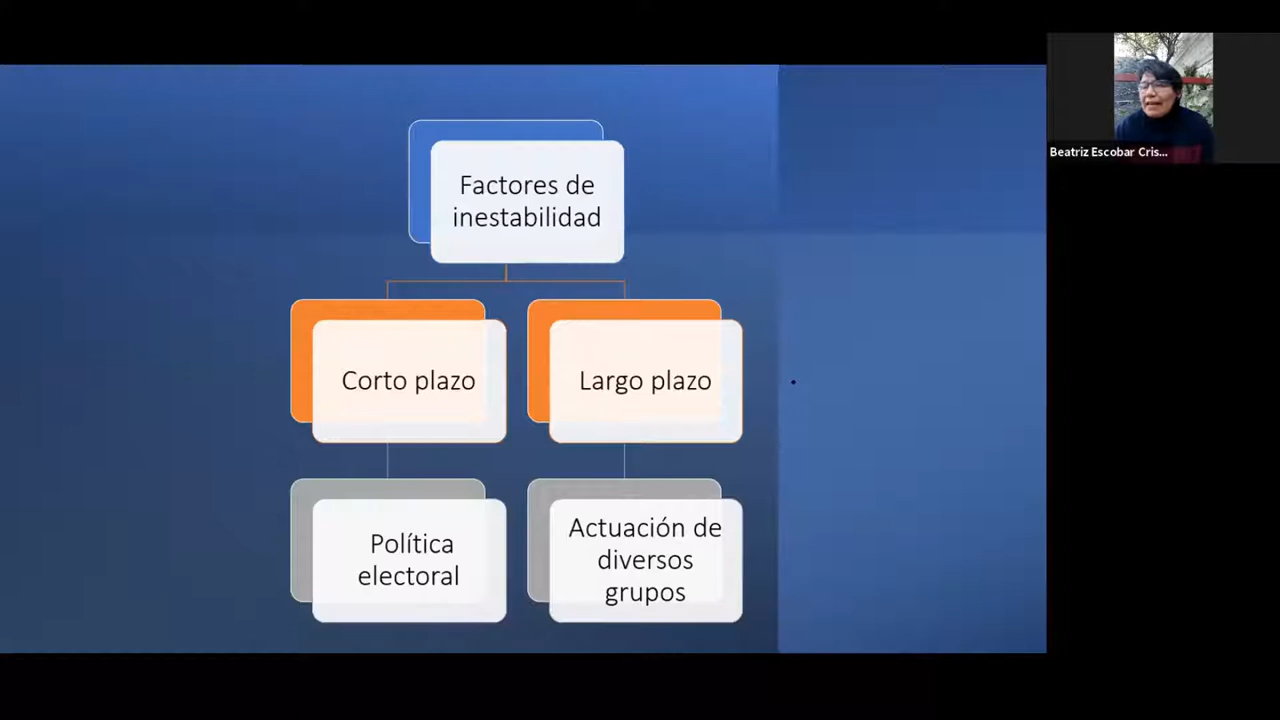 Factores de
inestabilidad
Corto plazo
Largo plazo
Política
electoral
Actuación de
diversos
grupos
Beatriz Escobar Cris...